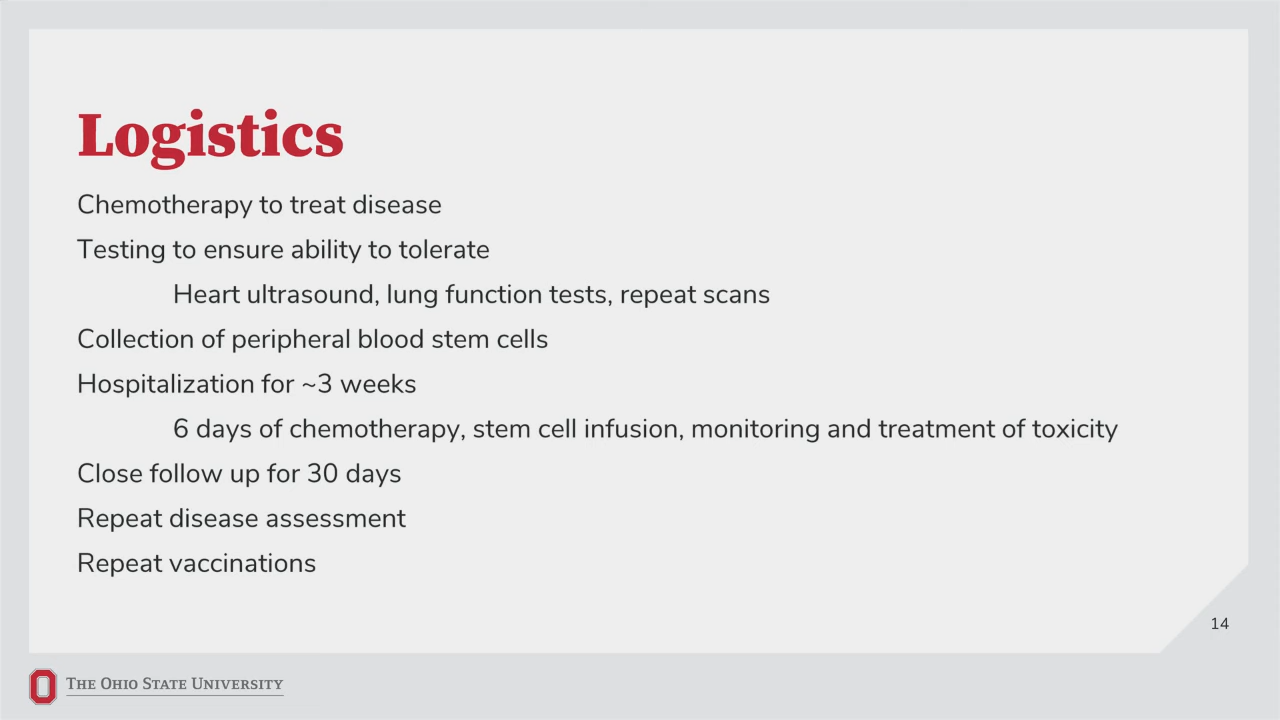 Logistics
Chemotherapy to treat disease
Testing to ensure ability to tolerate
Heart ultrasound, lung function tests, repeat scans
Collection of peripheral blood stem cells
Hospitalization for ~3 weeks
6 days of chemotherapy, stem cell infusion, monitoring and treatment of toxicity
Close follow up for 30 days
Repeat disease assessment
Repeat vaccinations
14
THE OHIO STATE UNIVERSITY